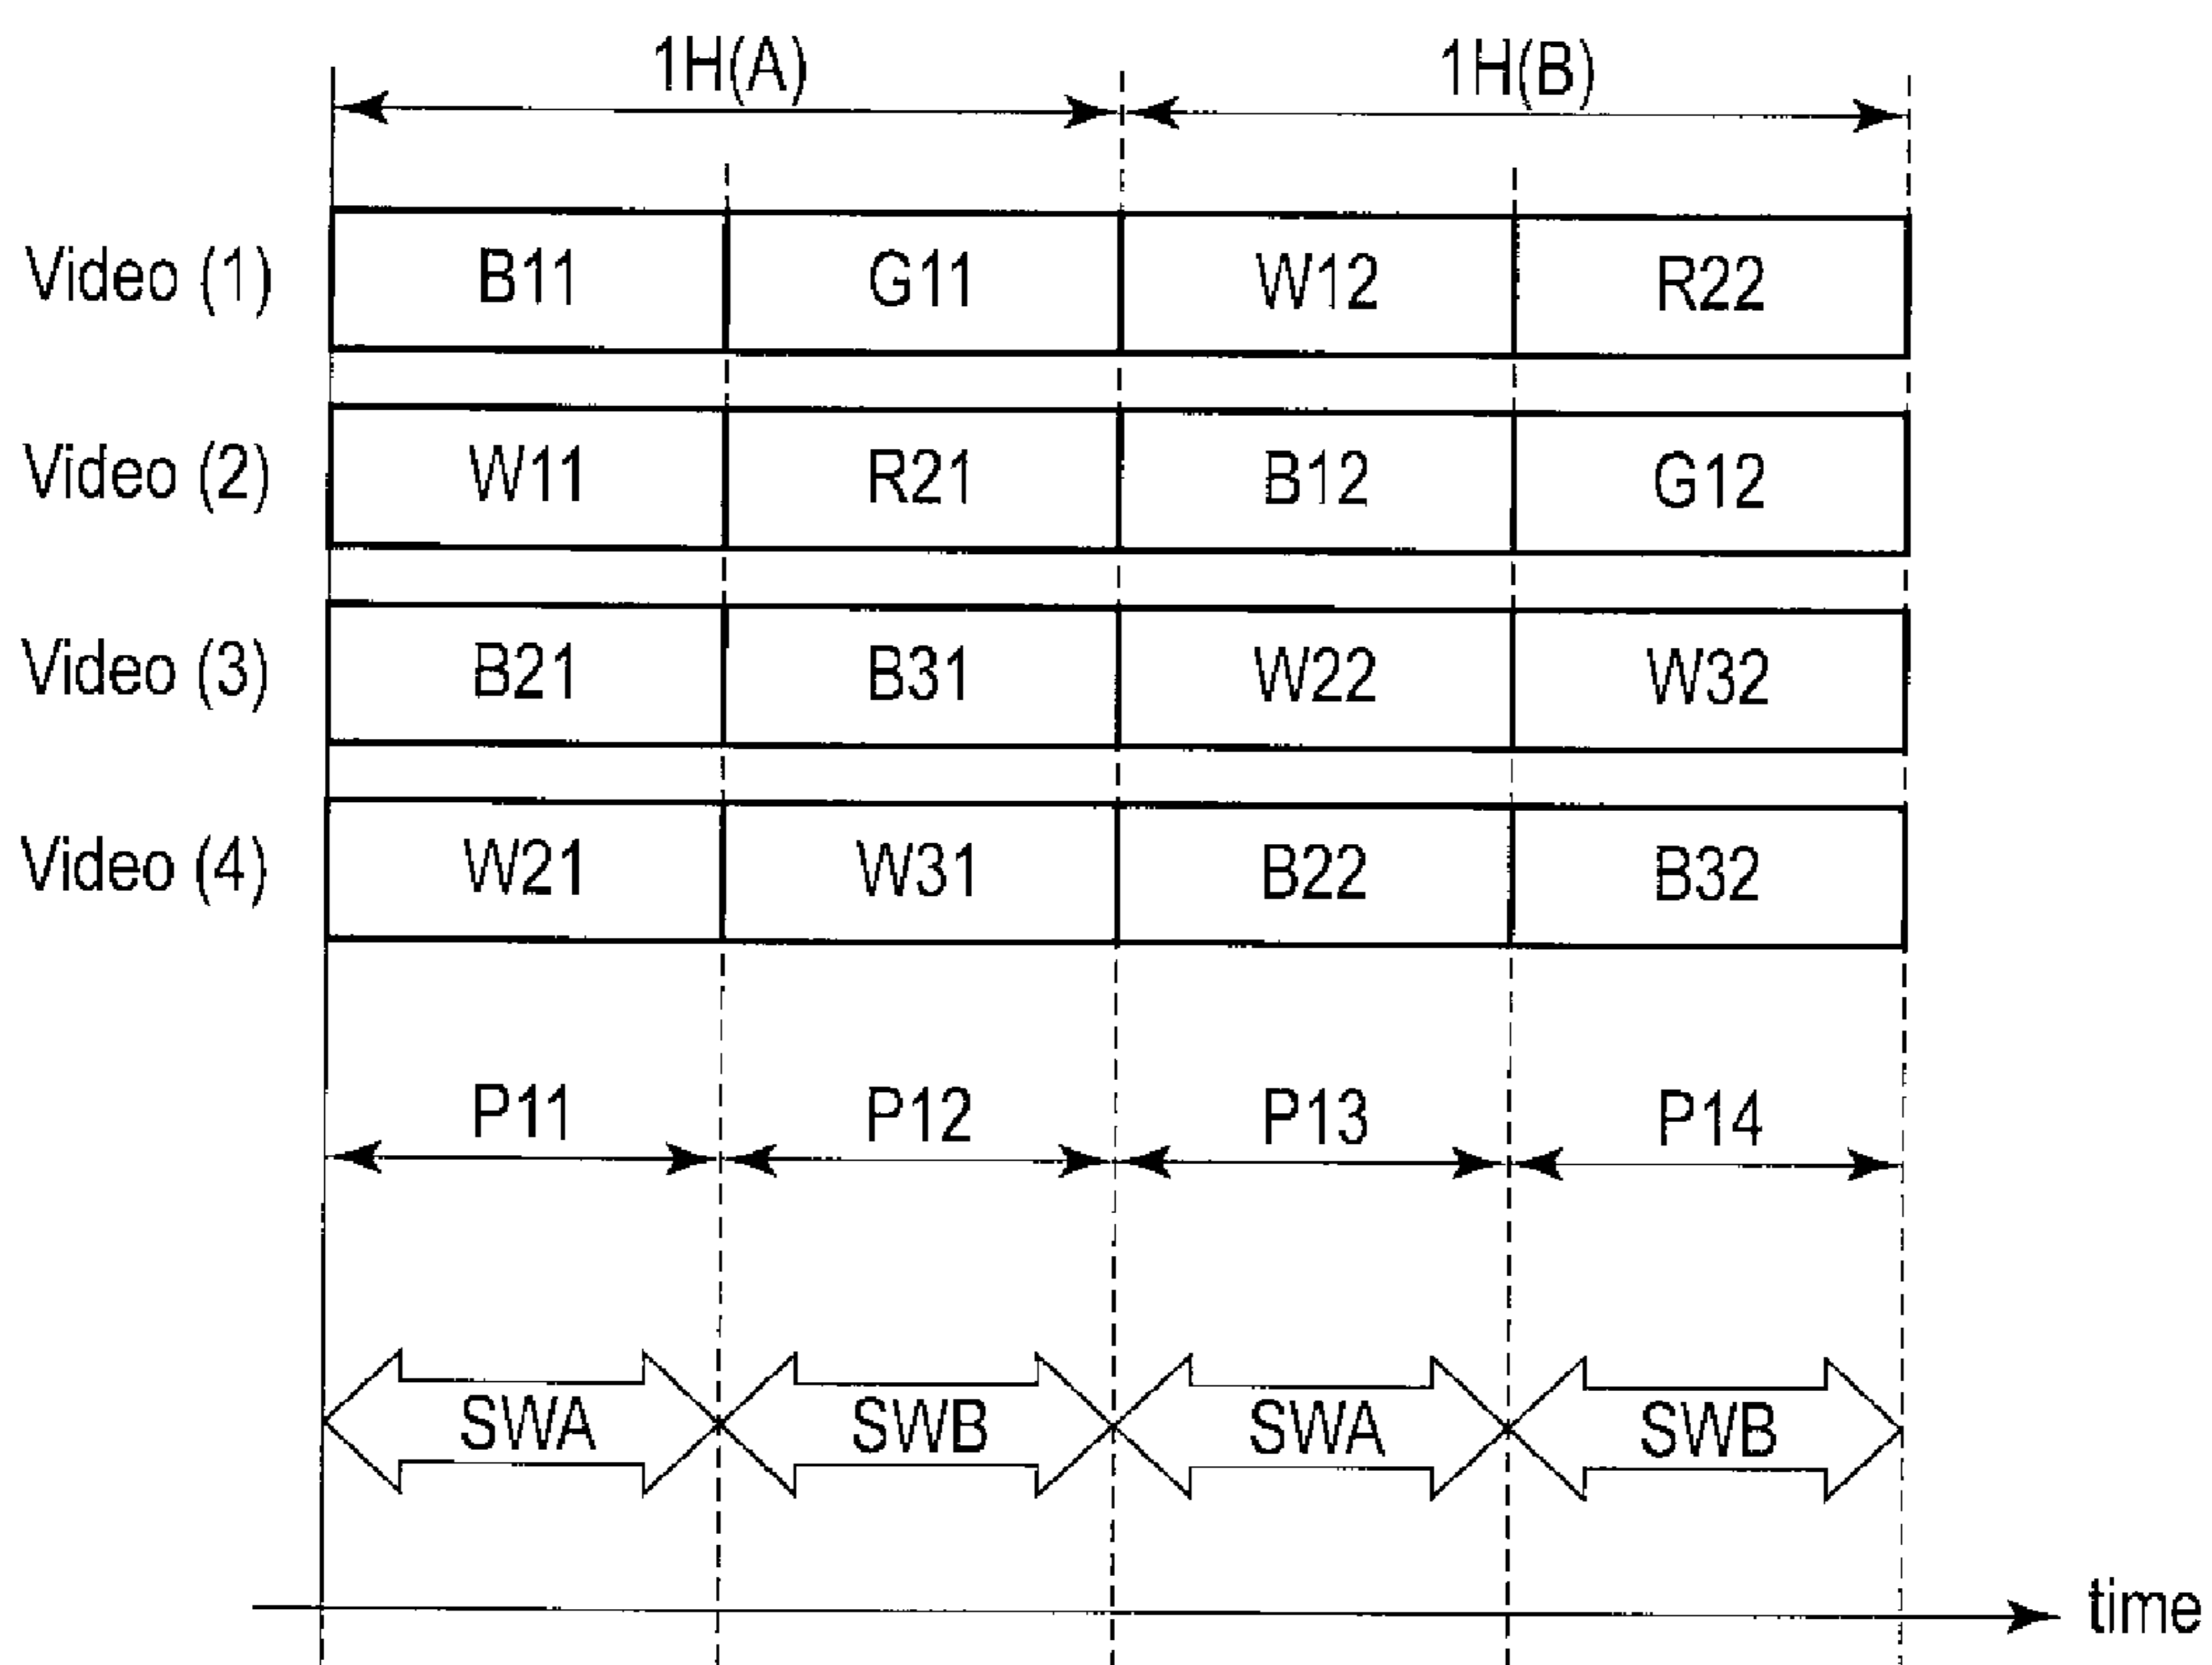 1H(A) 1H(B)
Video (1) B11 G11 W12 R22
Video (2) W11 R21 B12 G12
Video (3) B21 B31 W22 W32
Video (4) W21 W31 B22 B32
P11 P12 P13 P14
SWA SWB SWA SWB
time